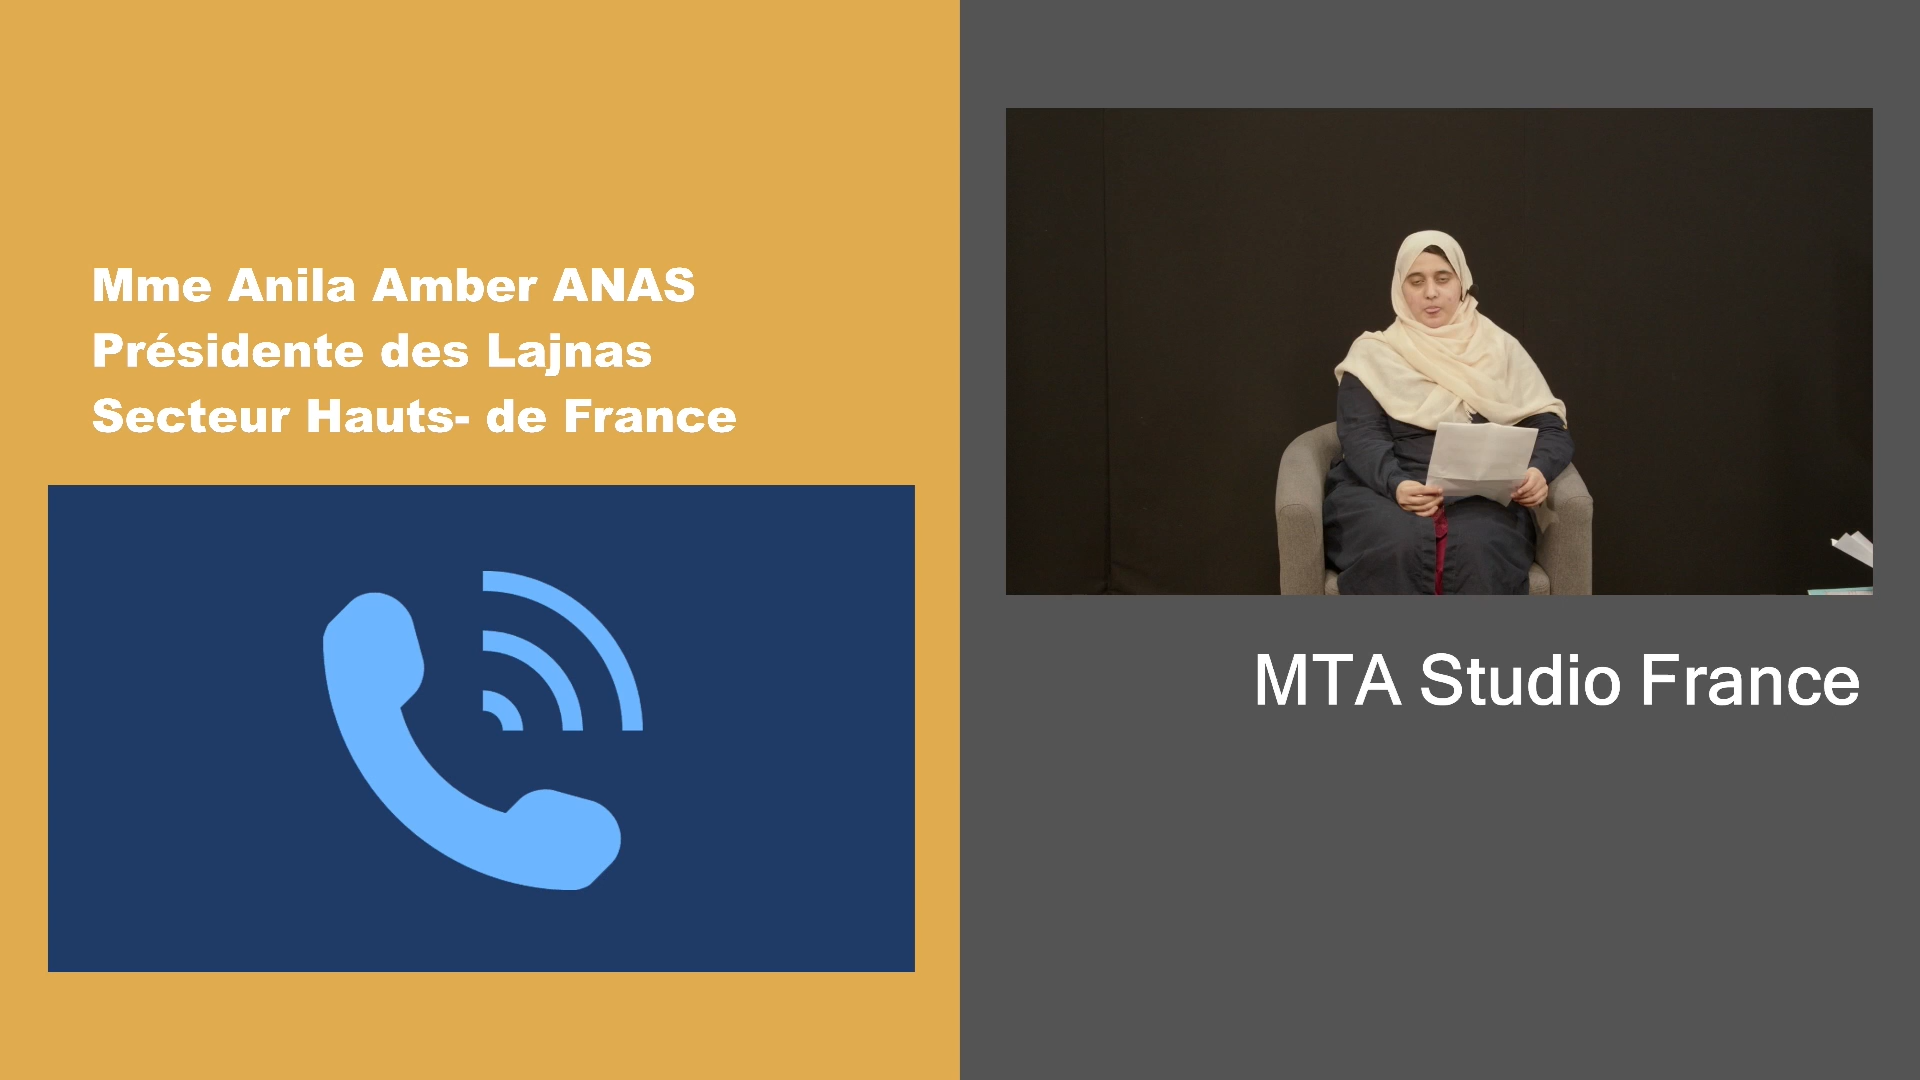 Mme Anila Amber ANAS
Présidente des Lajnas
Secteur Hauts- de France
MTA Studio France